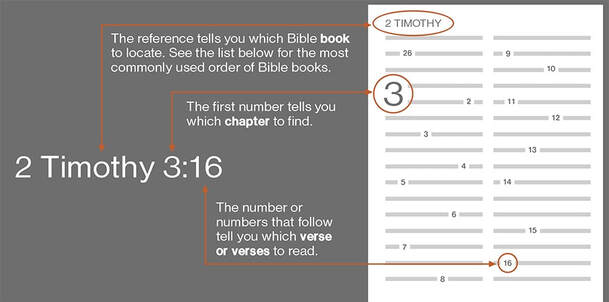 The reference tells you which Bible book
to locate. See the list below for the most
commonly used order of Bible books.
The first number tells you
which chapter to find.
2 Timothy 3:16
The number or
numbers that follow
tell you which verse
or verses to read.
2 TIMOTHY
26
3
2
3
4
5
6
7
8
9
10
11
12
13
14
15
16